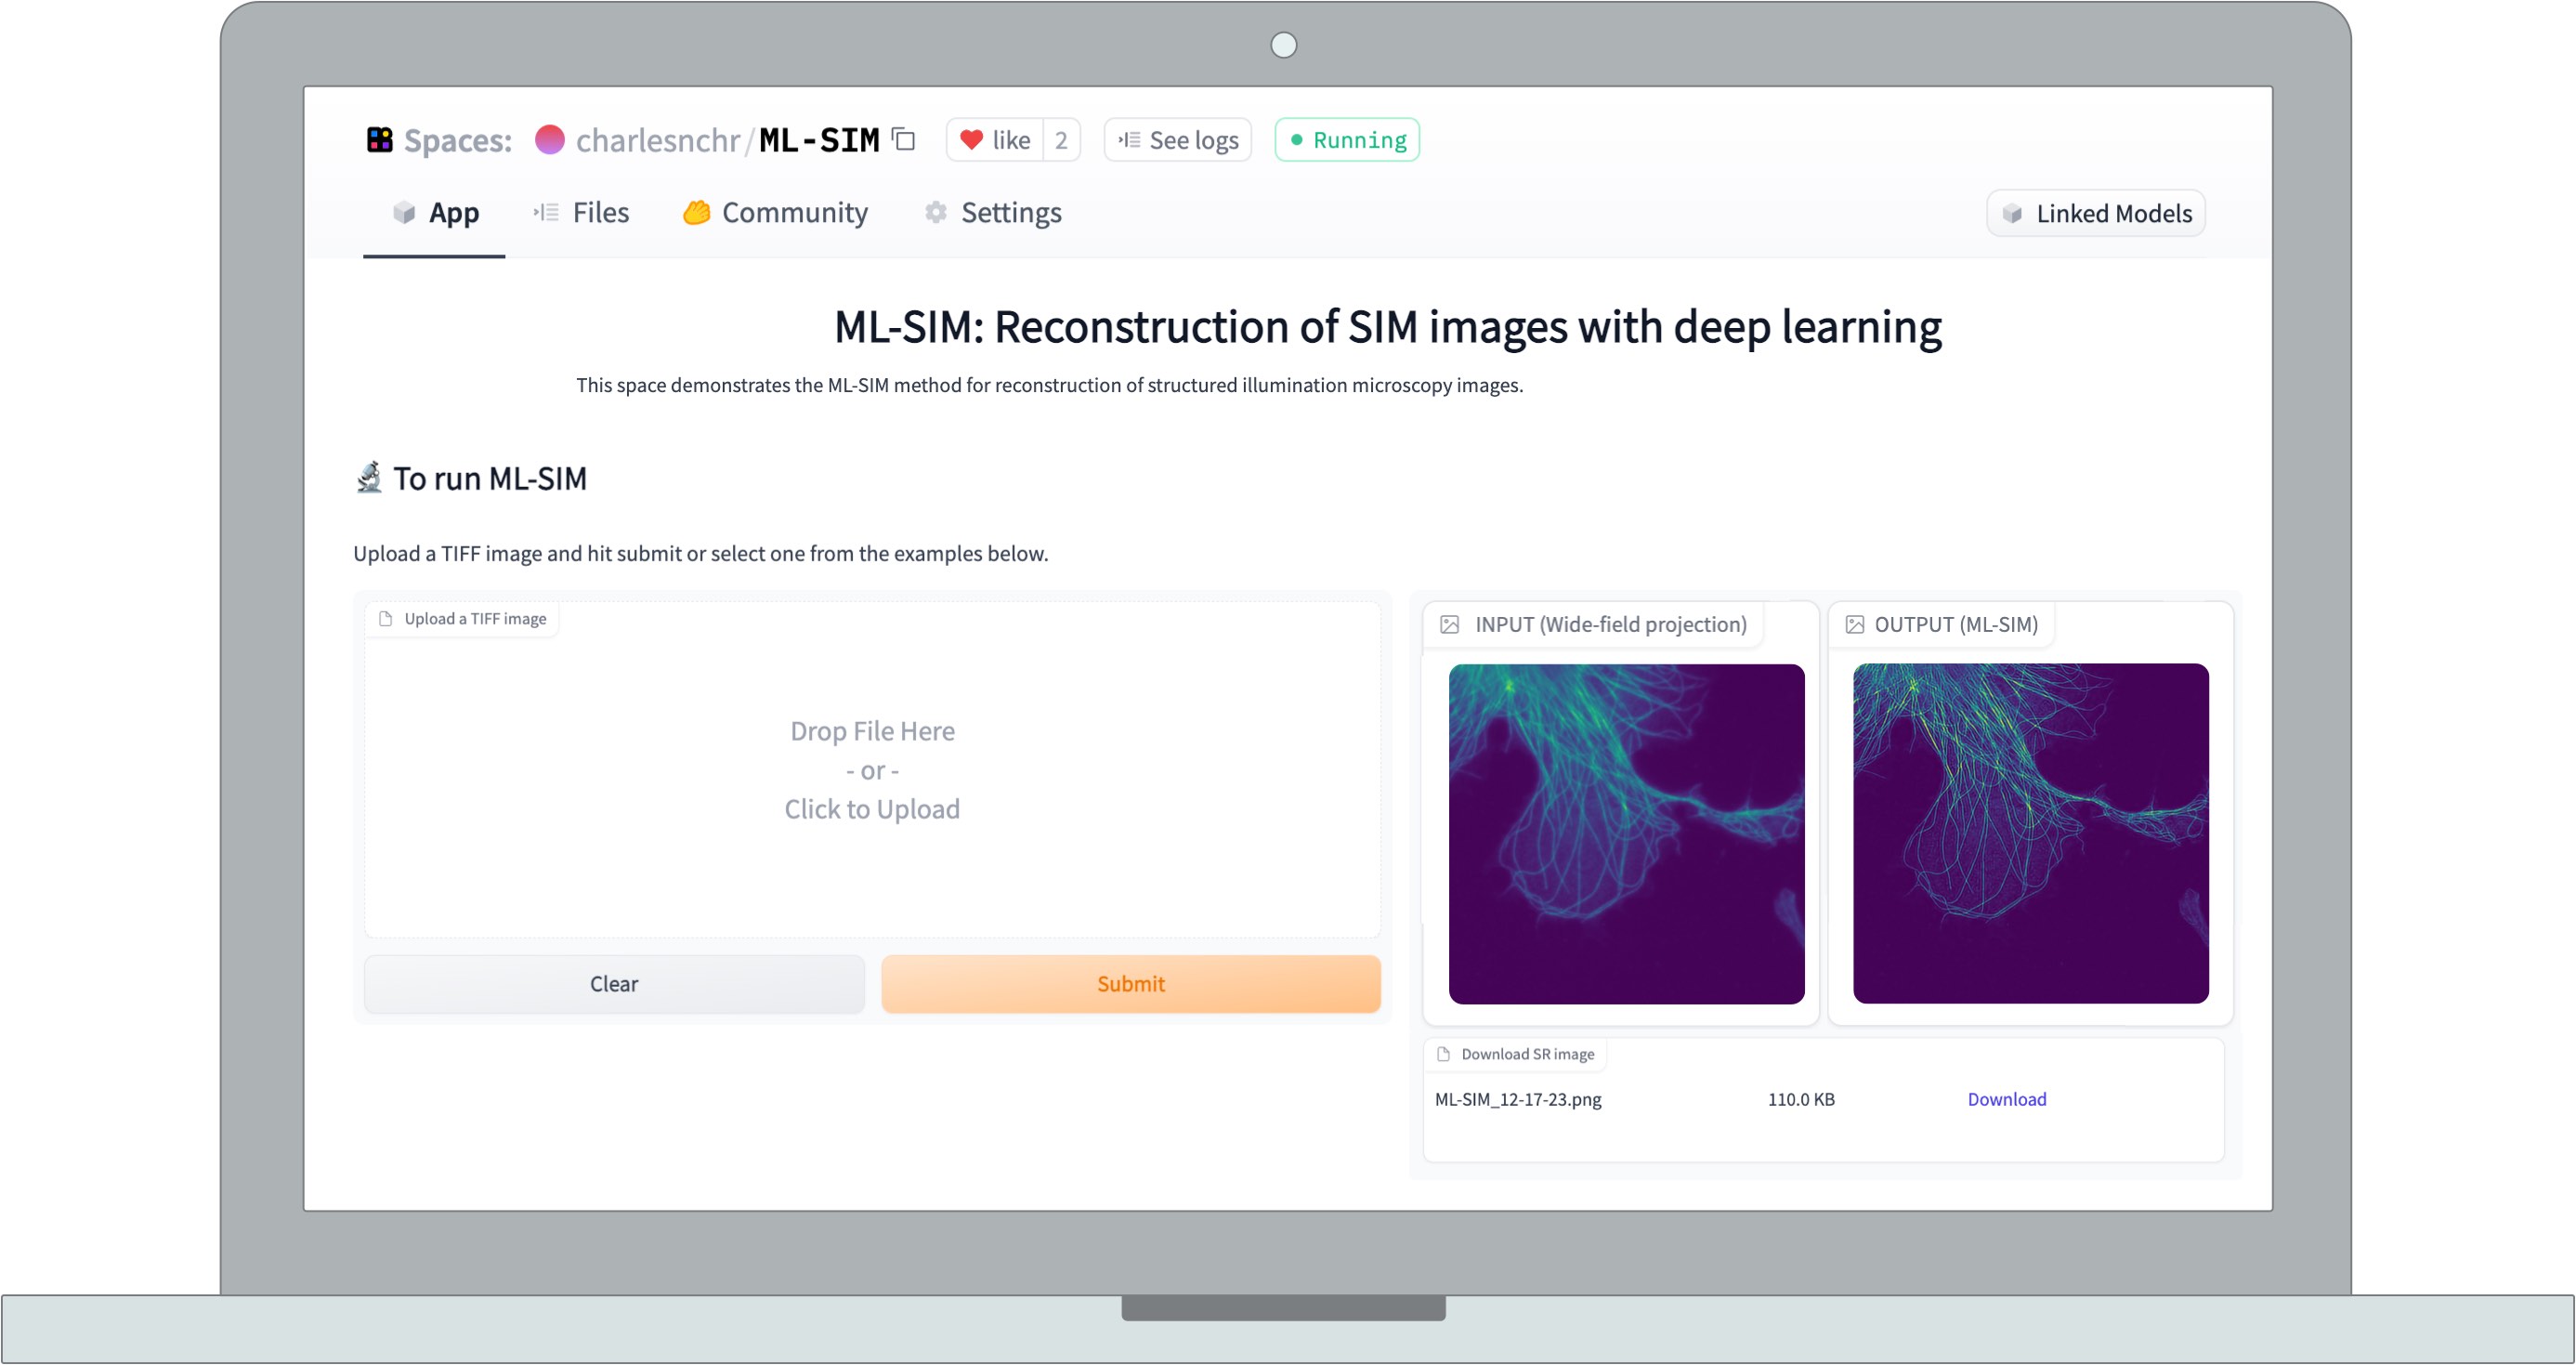 Spaces: charlesnchr/ML-SIM like 2 See logs Running
App Files Community Settings Linked Models
ML-SIM: Reconstruction of SIM images with deep learning
This space demonstrates the ML-SIM method for reconstruction of structured illumination microscopy images.
To run ML-SIM
Upload a TIFF image and hit submit or select one from the examples below.
Upload a TIFF image
Drop File Here
- or -
Click to Upload
Clear
Submit
INPUT (Wide-field projection)
OUTPUT (ML-SIM)
Download SR image
ML-SIM_12-17-23.png 110.0 KB Download